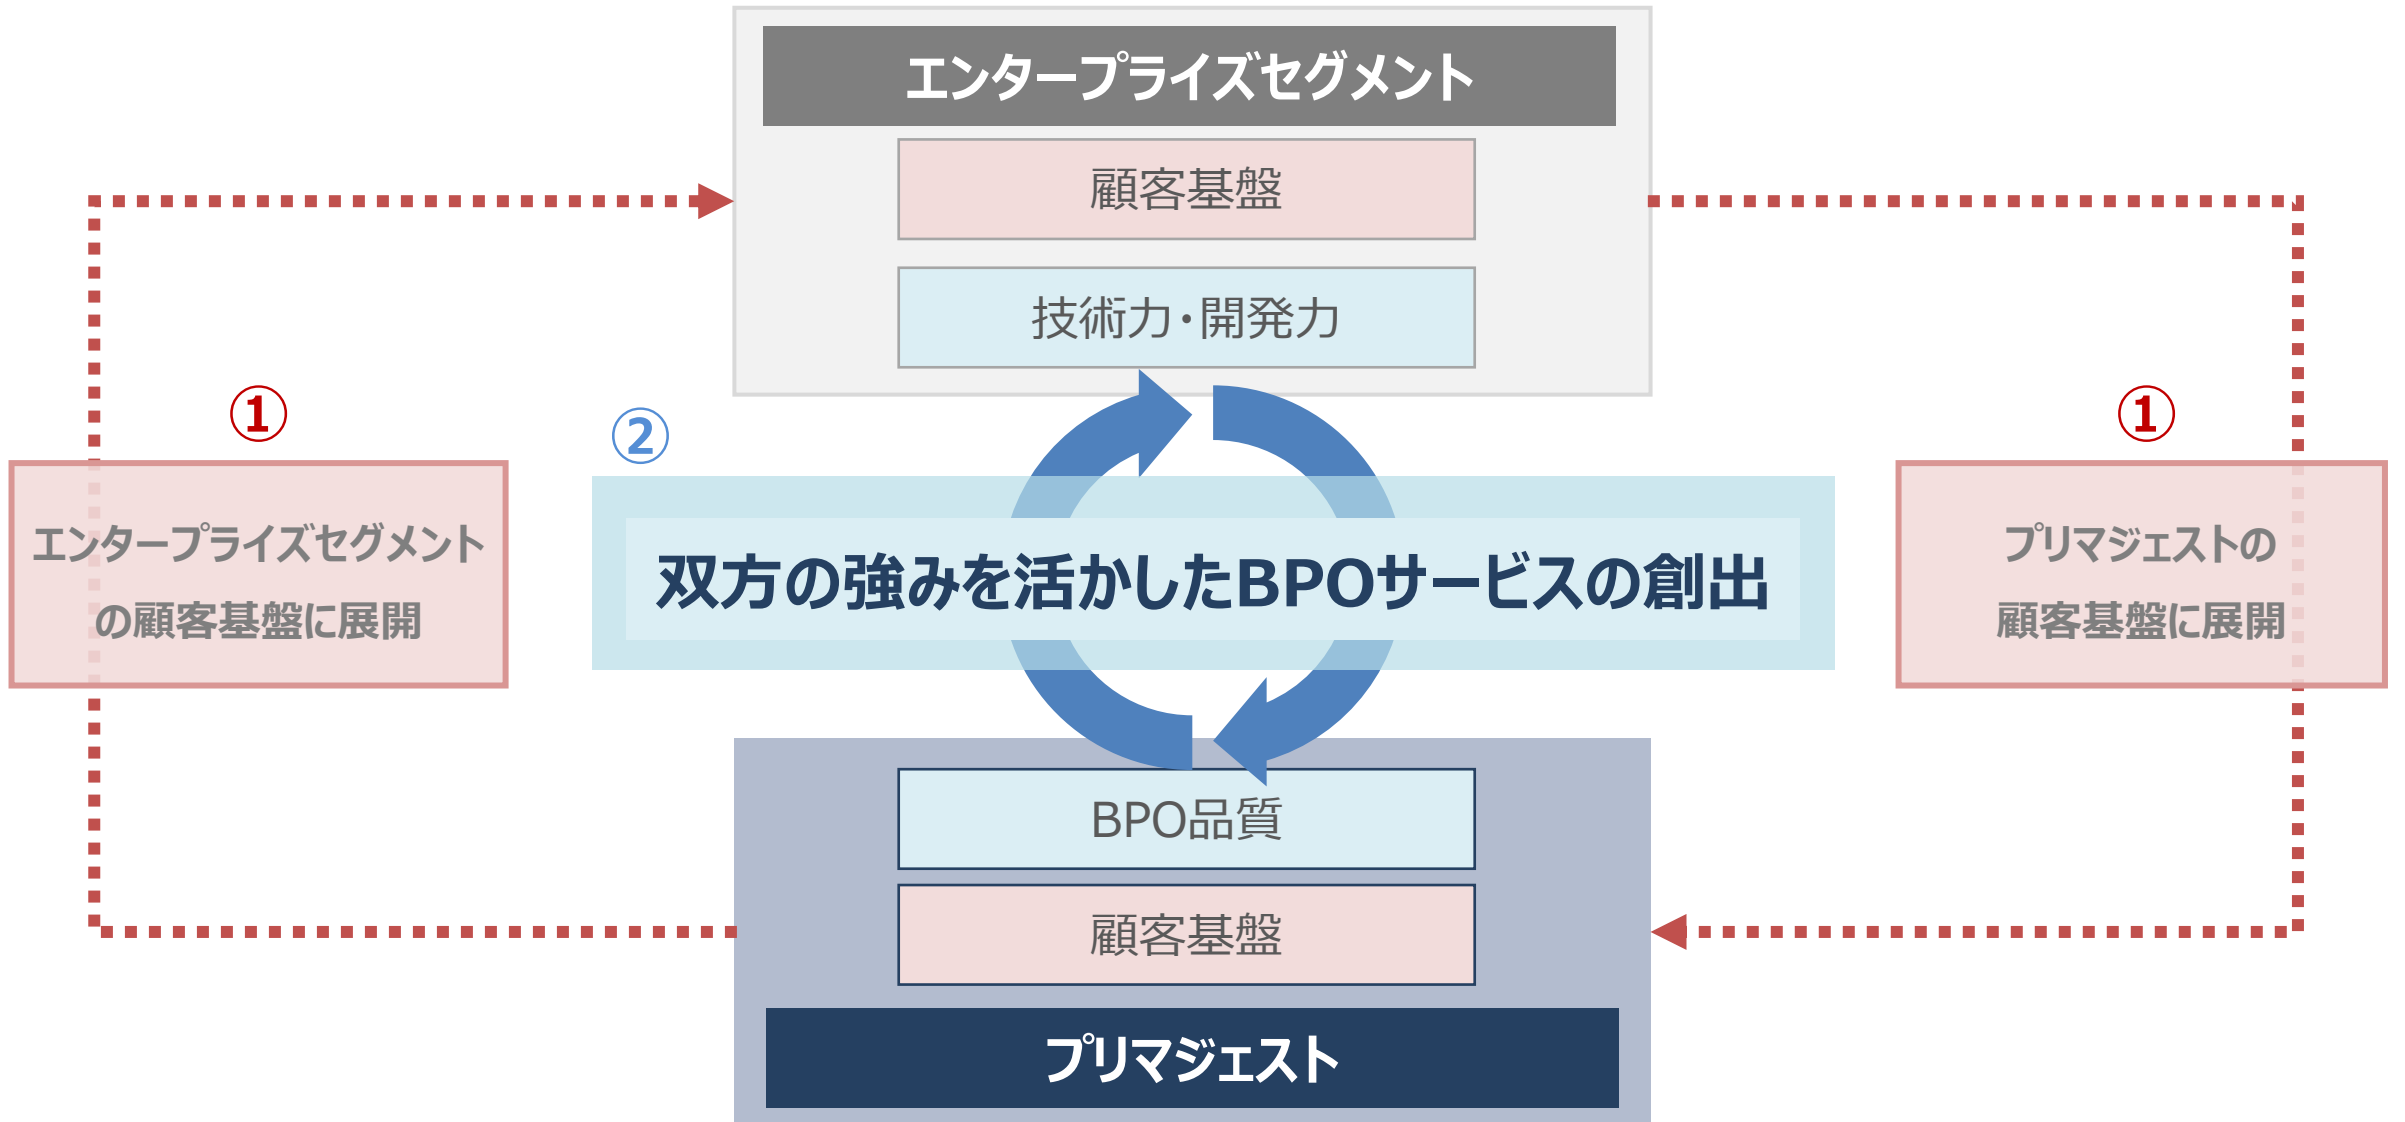 エンタープライズセグメント
顧客基盤
技術力・開発力
①
エンタープライズセグメント
の顧客基盤に展開
②
双方の強みを活かしたBPOサービスの創出
①
プリマジェストの
顧客基盤に展開
BPO品質
顧客基盤
プリマジェスト